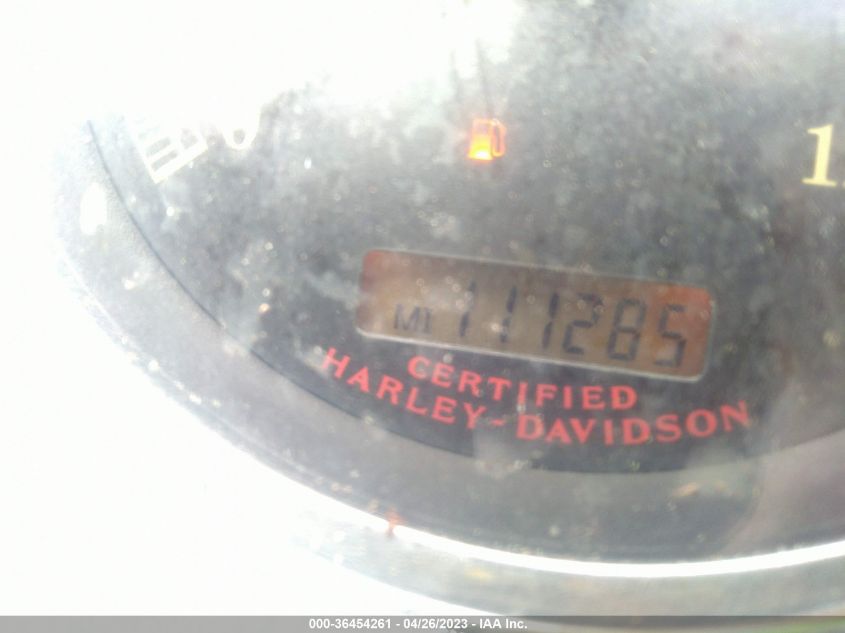 MI 111285
CERTIFIED
HARLEY-DAVIDSON
000-36454261 - 04/26/2023 - IAA Inc.